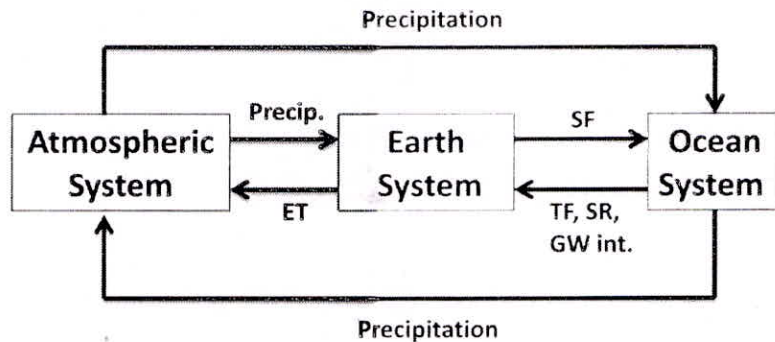 Precipitation
Atmospheric
System
Precip.
ET
Earth
System
SF
TF, SR,
GW int.
Ocean
System
Precipitation